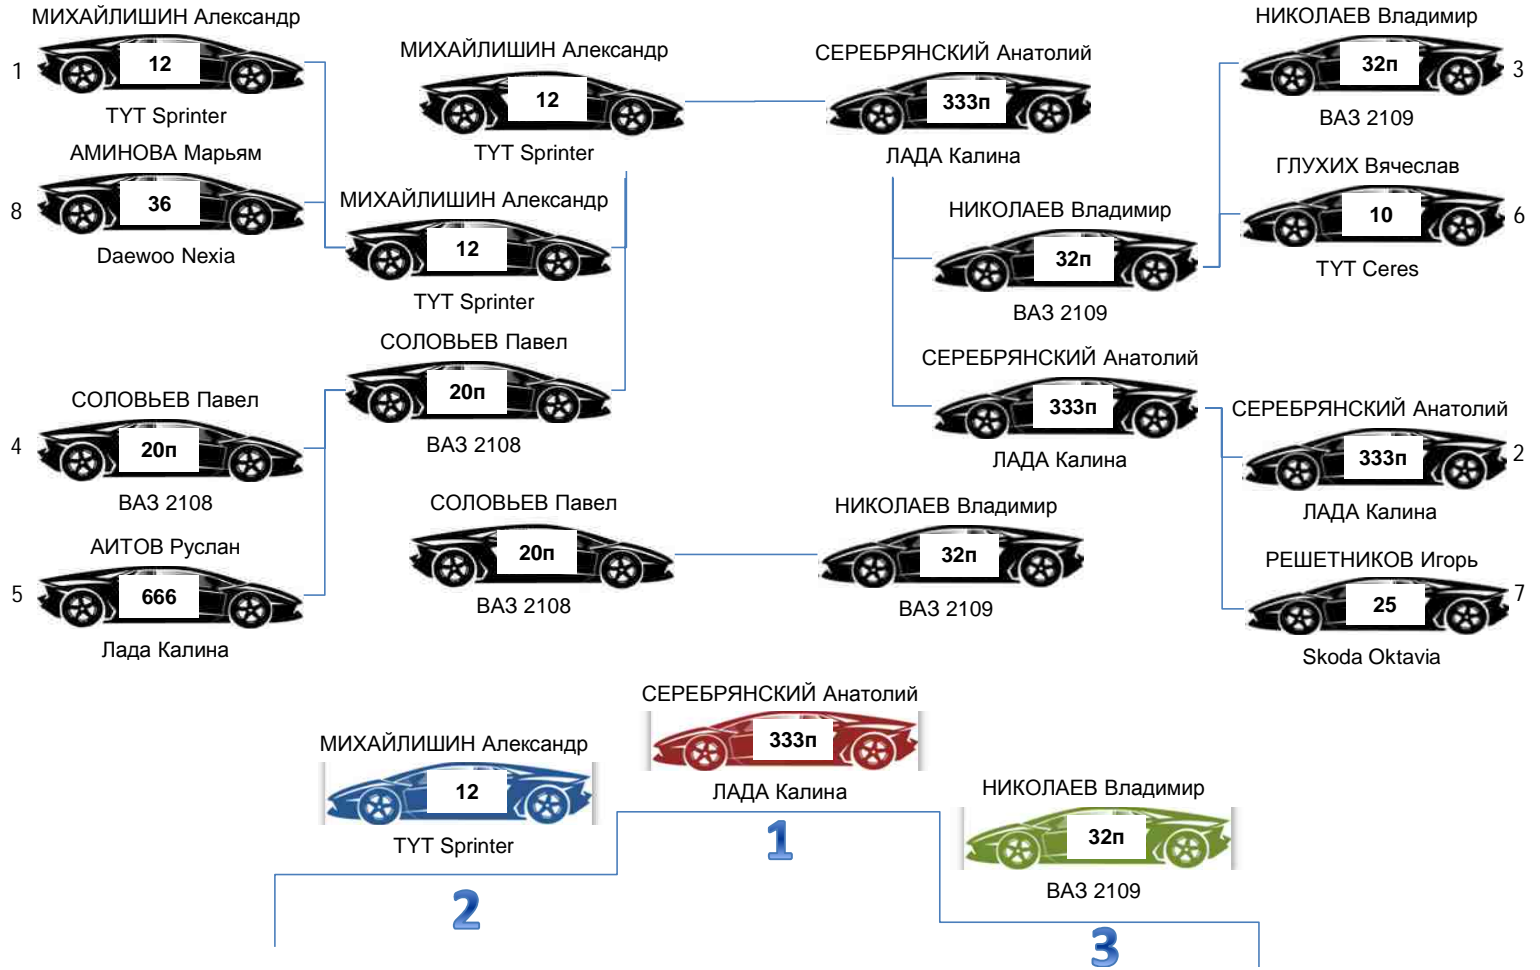 МИХАЙЛИШИН Александр
1
12
TYT Sprinter
АМИНОВА Марьям
8
36
Daewoo Nexia
МИХАЙЛИШИН Александр
12
TYT Sprinter
СОЛОВЬЕВ Павел
4
20п
ВАЗ 2108
АИТОВ Руслан
5
666
Лада Калина
СОЛОВЬЕВ Павел
20п
ВАЗ 2108
МИХАЙЛИШИН Александр
12
TYT Sprinter
СЕРЕБРЯНСКИЙ Анатолий
333п
ЛАДА Калина
НИКОЛАЕВ Владимир
32п
3
ВАЗ 2109
ГЛУХИХ Вячеслав
10
6
TYT Ceres
НИКОЛАЕВ Владимир
32п
ВАЗ 2109
СЕРЕБРЯНСКИЙ Анатолий
333п
ЛАДА Калина
СЕРЕБРЯНСКИЙ Анатолий
333п
2
ЛАДА Калина
РЕШЕТНИКОВ Игорь
25
7
Skoda Oktavia
СОЛОВЬЕВ Павел
20п
ВАЗ 2108
НИКОЛАЕВ Владимир
32п
ВАЗ 2109
СЕРЕБРЯНСКИЙ Анатолий
333п
ЛАДА Калина
1
МИХАЙЛИШИН Александр
12
TYT Sprinter
2
НИКОЛАЕВ Владимир
32п
ВАЗ 2109
3